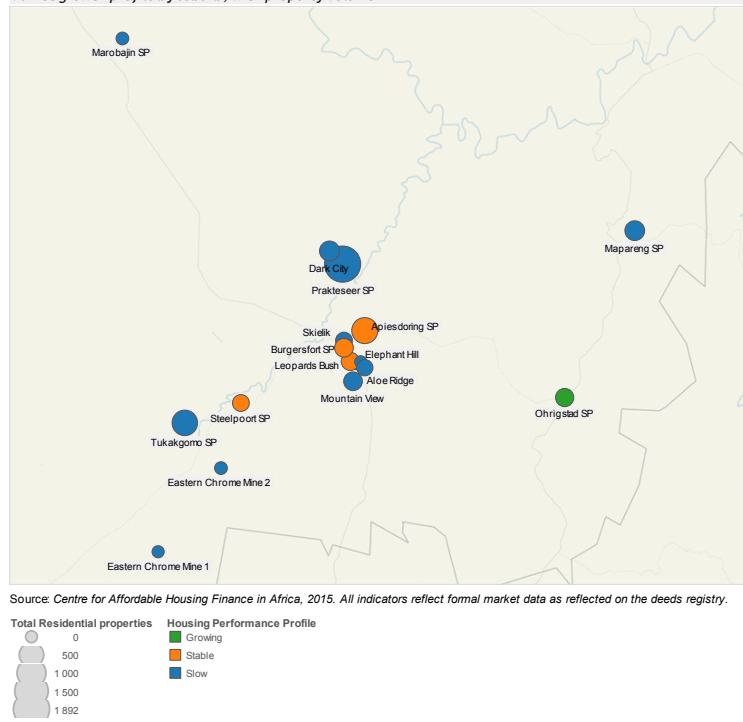 Marobajin SP
Mapareng SP
Dark City
Prakteseer SP
Apiesdoring SP
Skielik
Burgersfort SP
Elephant Hill
Leopards Bush
Aloe Ridge
Mountain View
Ohrigstad SP
Steelpoort SP
Tukakgomo SP
Eastern Chrome Mine 2
Eastern Chrome Mine 1
Source: Centre for Affordable Housing Finance in Africa, 2015. All indicators reflect formal market data as reflected on the deeds registry.
Total Residential properties
0
500
1 000
1 500
1 892
Housing Performance Profile
Growing
Stable
Slow